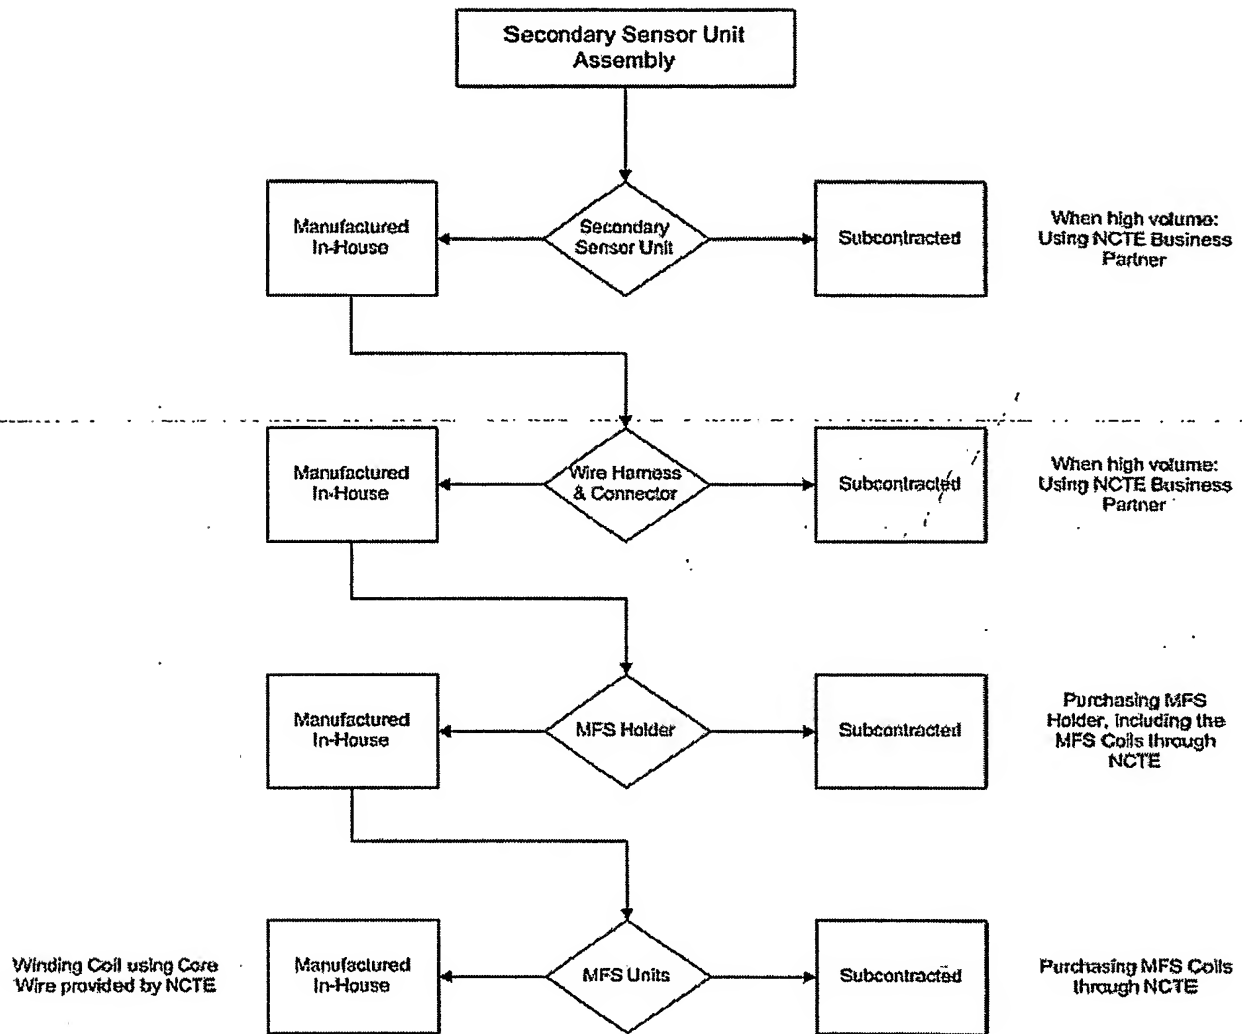 Secondary Sensor Unit
Assembly
Manufactured
In-House
Secondary
Sensor Unit
Subcontracted
When high volume:
Using NCTE Business
Partner
Manufactured
In-House
Wire Harness
& Connector
Subcontracted
When high volume:
Using NCTE Business
Partner
Manufactured
In-House
MFS Holder
Subcontracted
Purchasing MFS
Holder, including the
MFS Coils through
NCTE
Winding Coil using Core
Wire provided by NCTE
Manufactured
In-House
MFS Units
Subcontracted
Purchasing MFS Coils
through NCTE